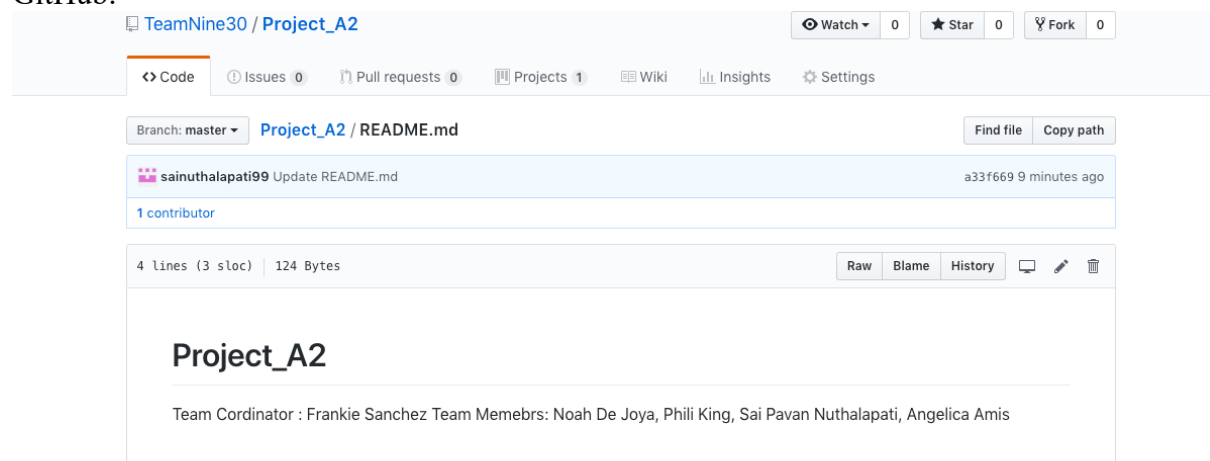 GitHub.
TeamNine30 / Project_A2
Watch 0 Star 0 Fork 0
Code Issues 0 Pull requests 0 Projects 1 Wiki Insights Settings
Branch: master Project_A2 / README.md Find file Copy path
sainuthalapati99 Update README.md a33f669 9 minutes ago
1 contributor
4 lines (3 sloc) 124 Bytes Raw Blame History
Project_A2
Team Cordinator : Frankie Sanchez Team Memebrs: Noah De Joya, Phili King, Sai Pavan Nuthalapati, Angelica Amis